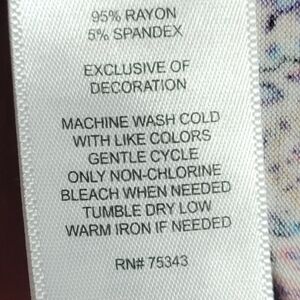 95% RAYON
5% SPANDEX
EXCLUSIVE OF
DECORATION
MACHINE WASH COLD
WITH LIKE COLORS
GENTLE CYCLE
ONLY NON-CHLORINE
BLEACH WHEN NEEDED
TUMBLE DRY LOW
WARM IRON IF NEEDED
RN# 75343